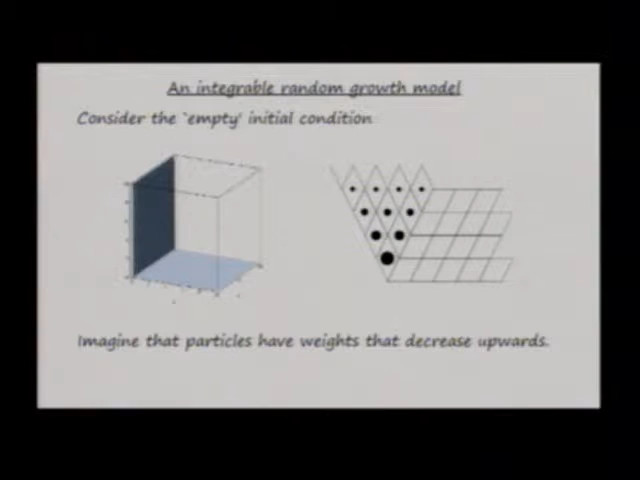 An integrable random growth model
Consider the `empty' initial condition
Imagine that particles have weights that decrease upwards.